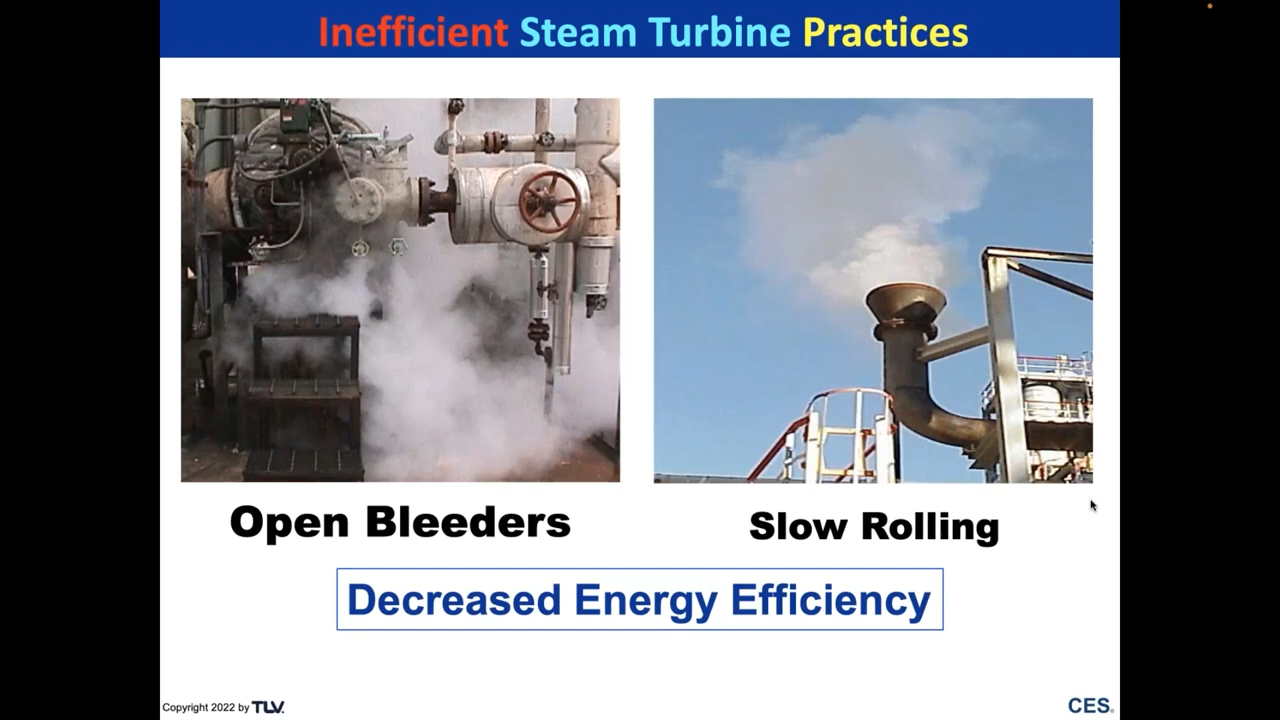 Inefficient Steam Turbine Practices
Open Bleeders
Slow Rolling
Decreased Energy Efficiency
Copyright 2022 by TLV.
CES®